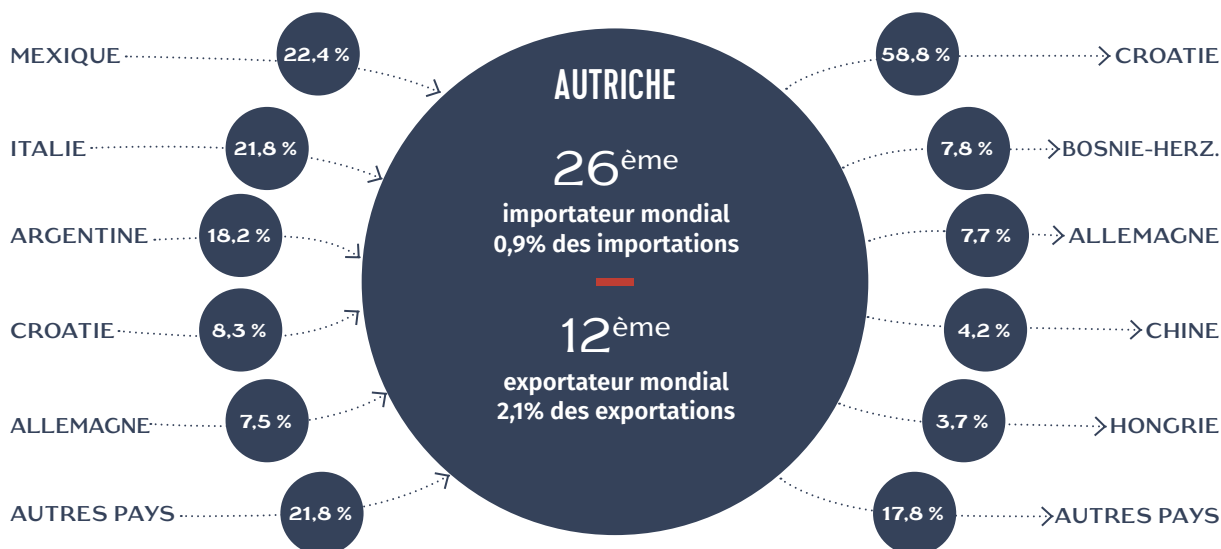 MEXIQUE
22,4 %
ITALIE
21,8 %
ARGENTINE
18,2 %
CROATIE
8,3 %
ALLEMAGNE
7,5 %
AUTRES PAYS
21,8 %
AUTRICHE
26ème
importateur mondial
0,9% des importations
12ème
exportateur mondial
2,1% des exportations
58,8 %
CROATIE
7,8 %
BOSNIE-HERZ.
7,7 %
ALLEMAGNE
4,2 %
CHINE
3,7 %
HONGRIE
17,8 %
AUTRES PAYS